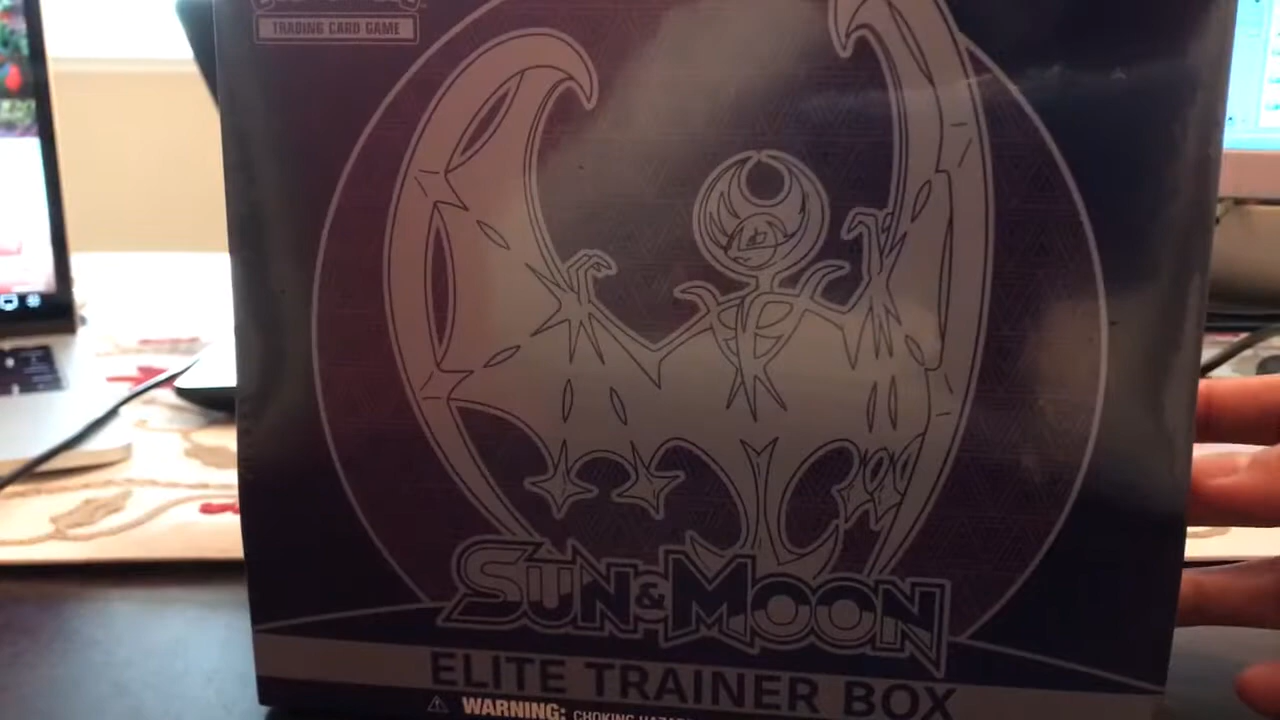 TRADING CARD GAME
SUN & MOON
ELITE TRAINER BOX
WARNING: CHOKING HAZARD